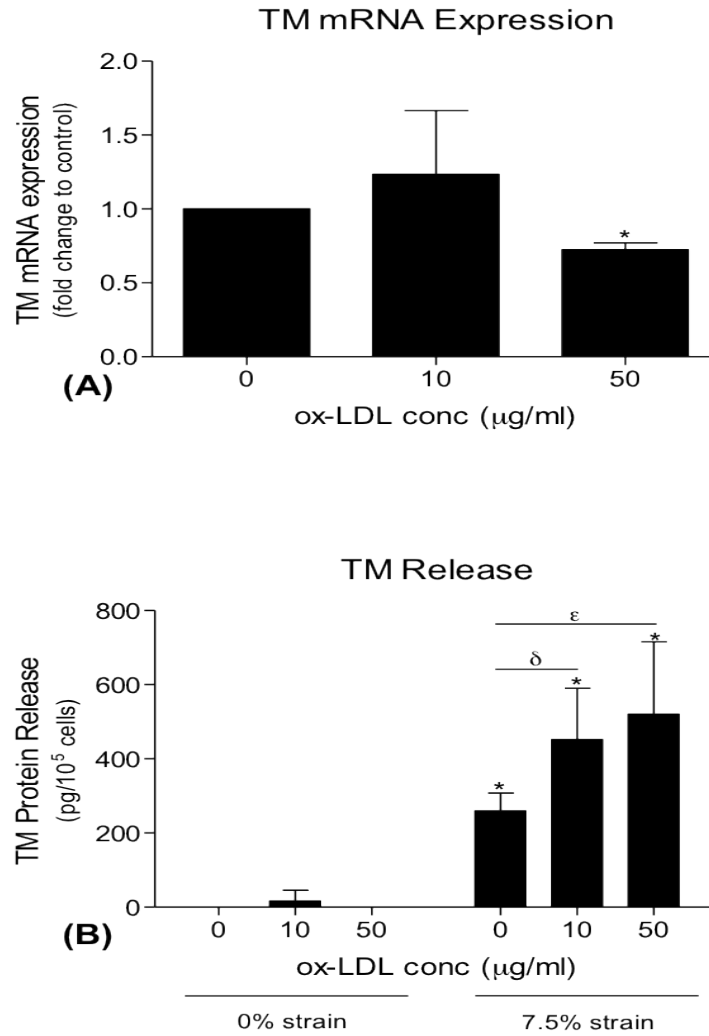 TM mRNA Expression
TM mRNA expression
(fold change to control)
2.0
1.5
1.0
0.5
0.0
*
0 10 50
(A)
ox-LDL conc (μg/ml)
TM Release
TM Protein Release
(pg/10⁵ cells)
800
600
400
200
0
ε
δ
* * *
0 10 50 0 10 50
(B)
ox-LDL conc (μg/ml)
0% strain 7.5% strain